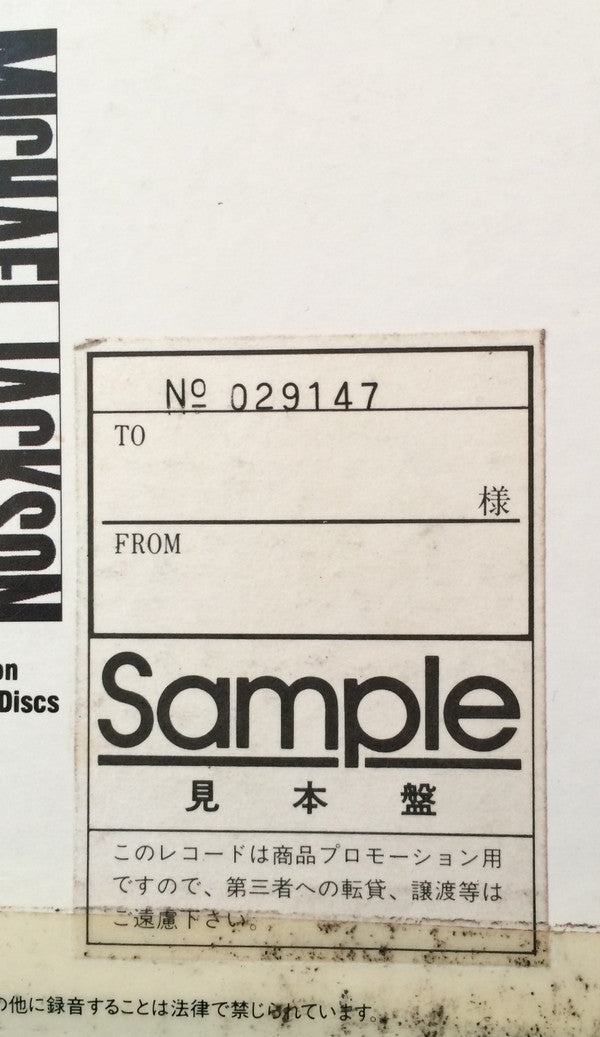 MICHAEL JACKSON
on
Discs
Nº 029147
TO
様
FROM
Sample
見本盤
このレコードは商品プロモーション用
ですので、第三者への転貸、譲渡等は
ご遠慮下さい。
の他に録音することは法律で禁じられています。